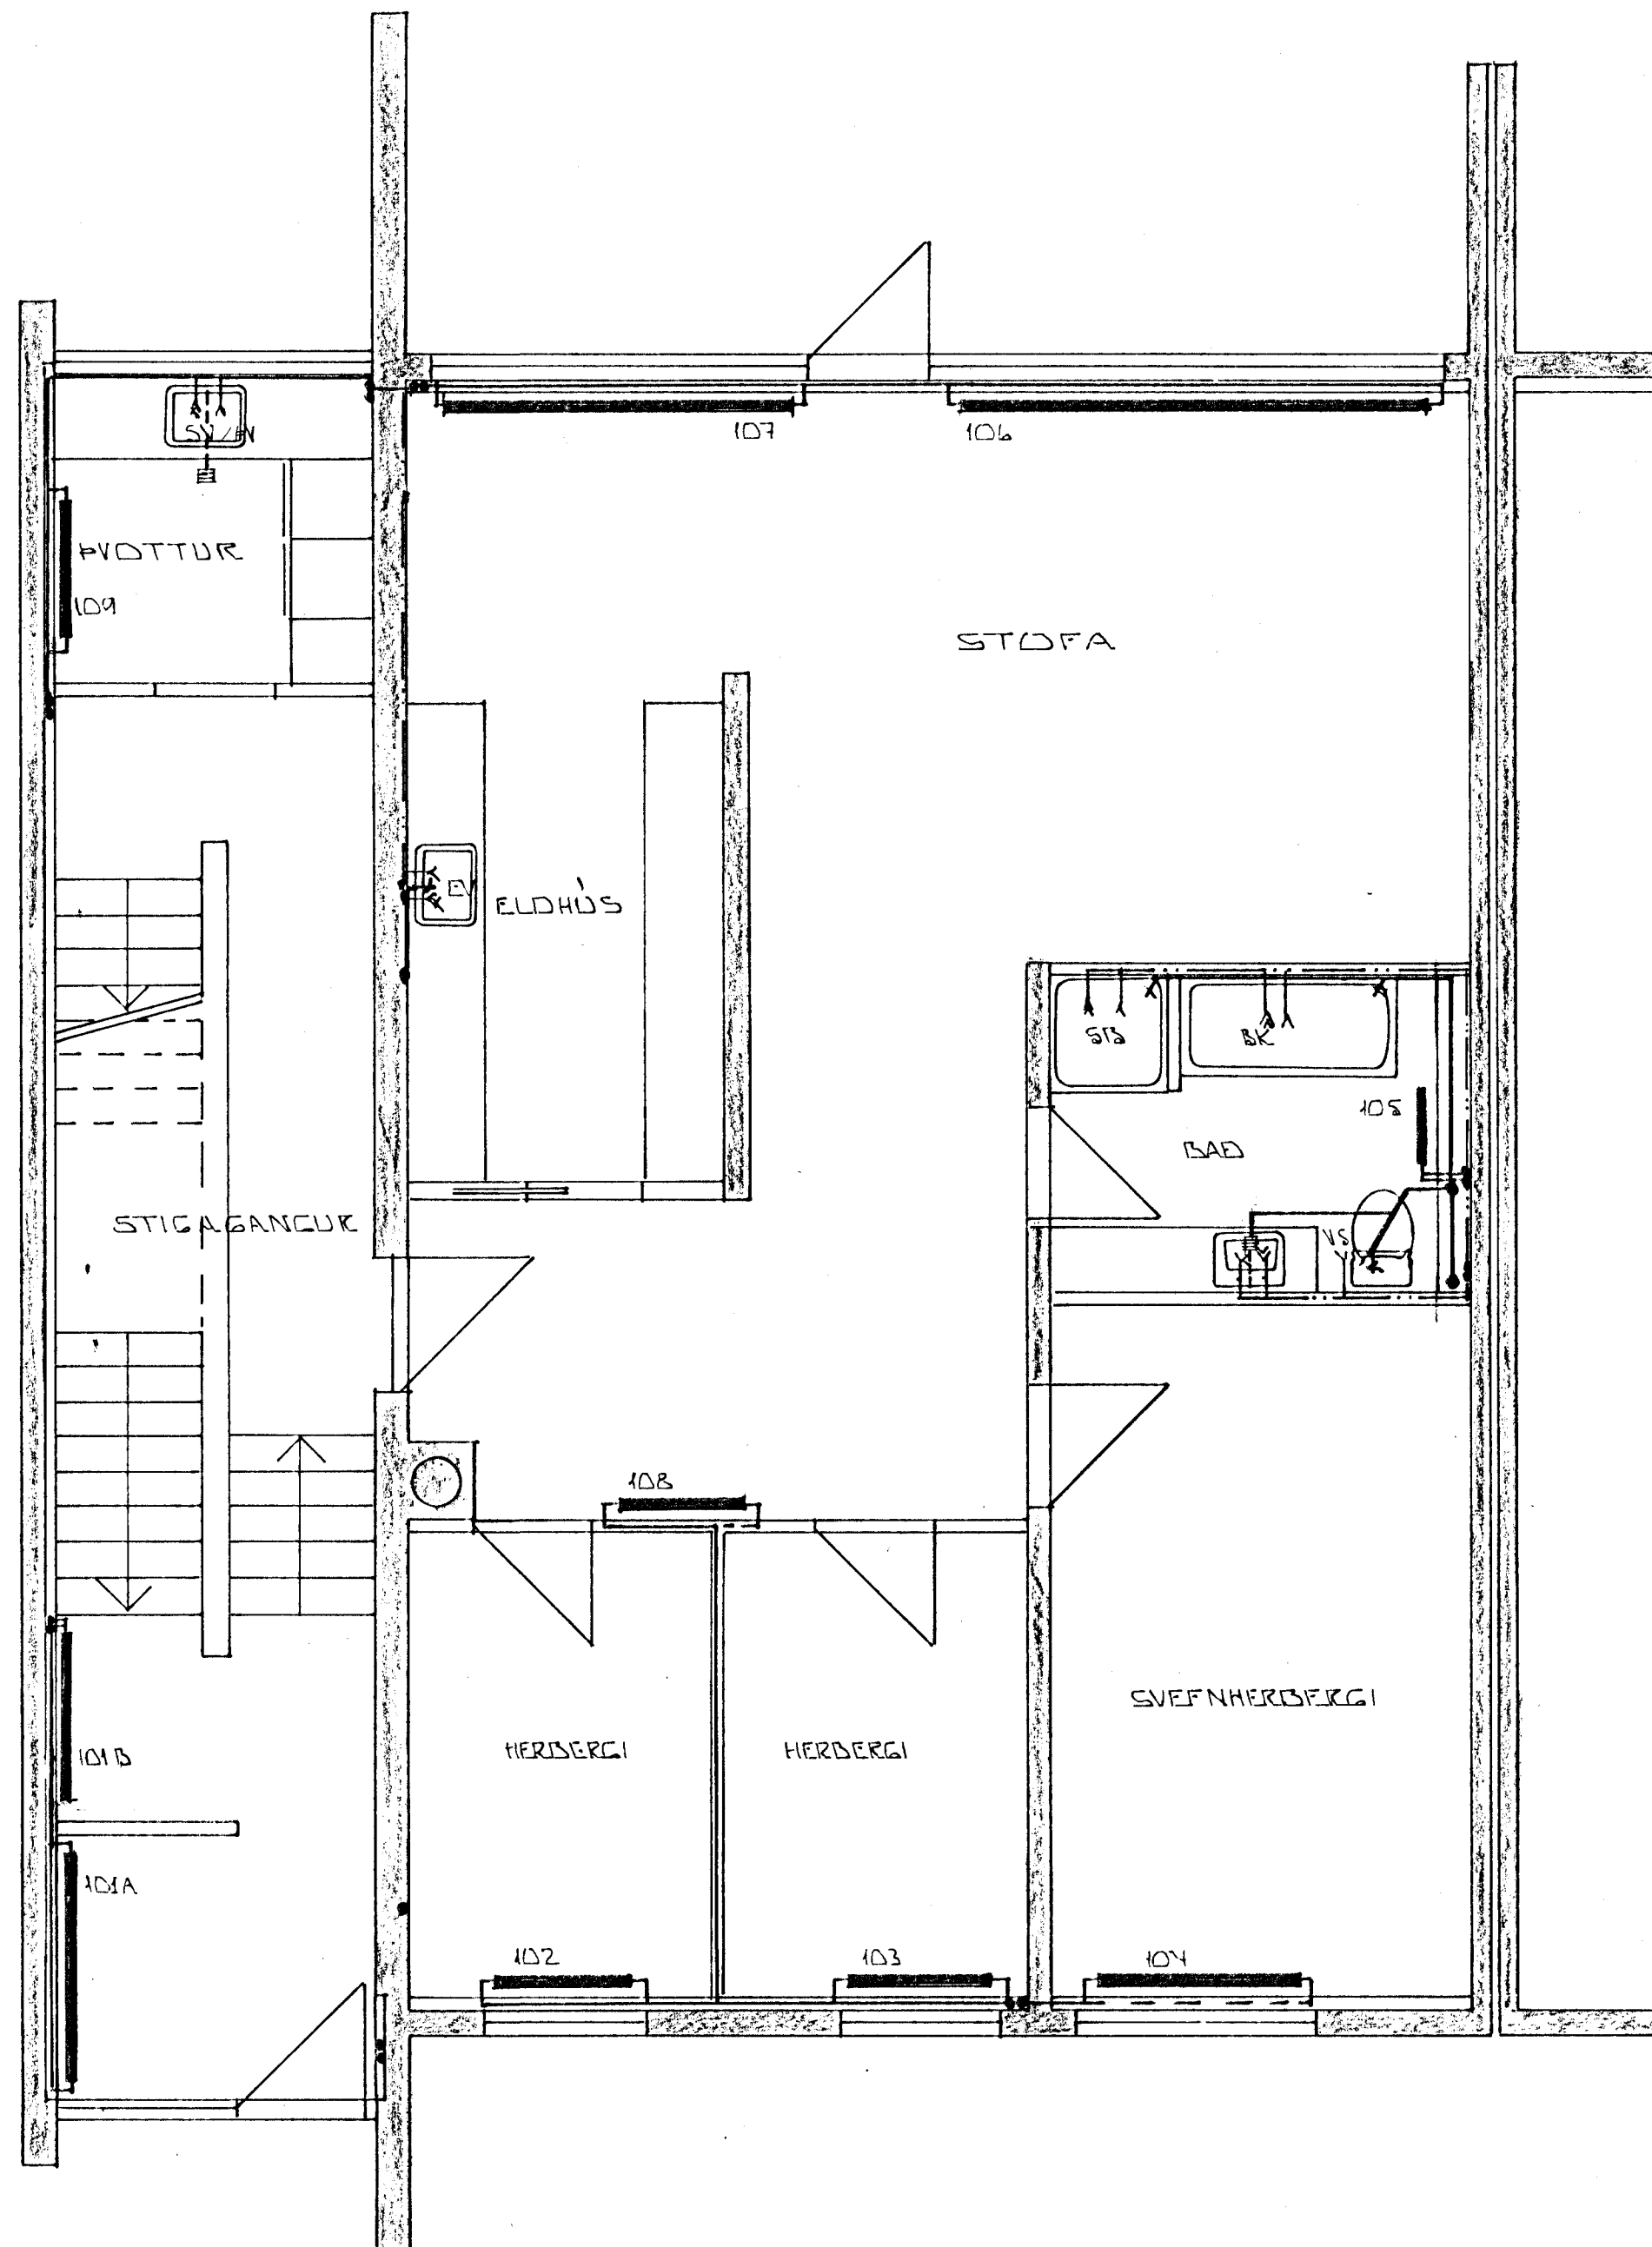 107
106
ÞVOTTUR
109
STOFA
EV
ELDHÚS
STB
BK
105
BAÐ
VS
STIGAGANGUR
108
SVEFNHERBERGI
HERBERGI
HERBERGI
101B
101A
102
103
104